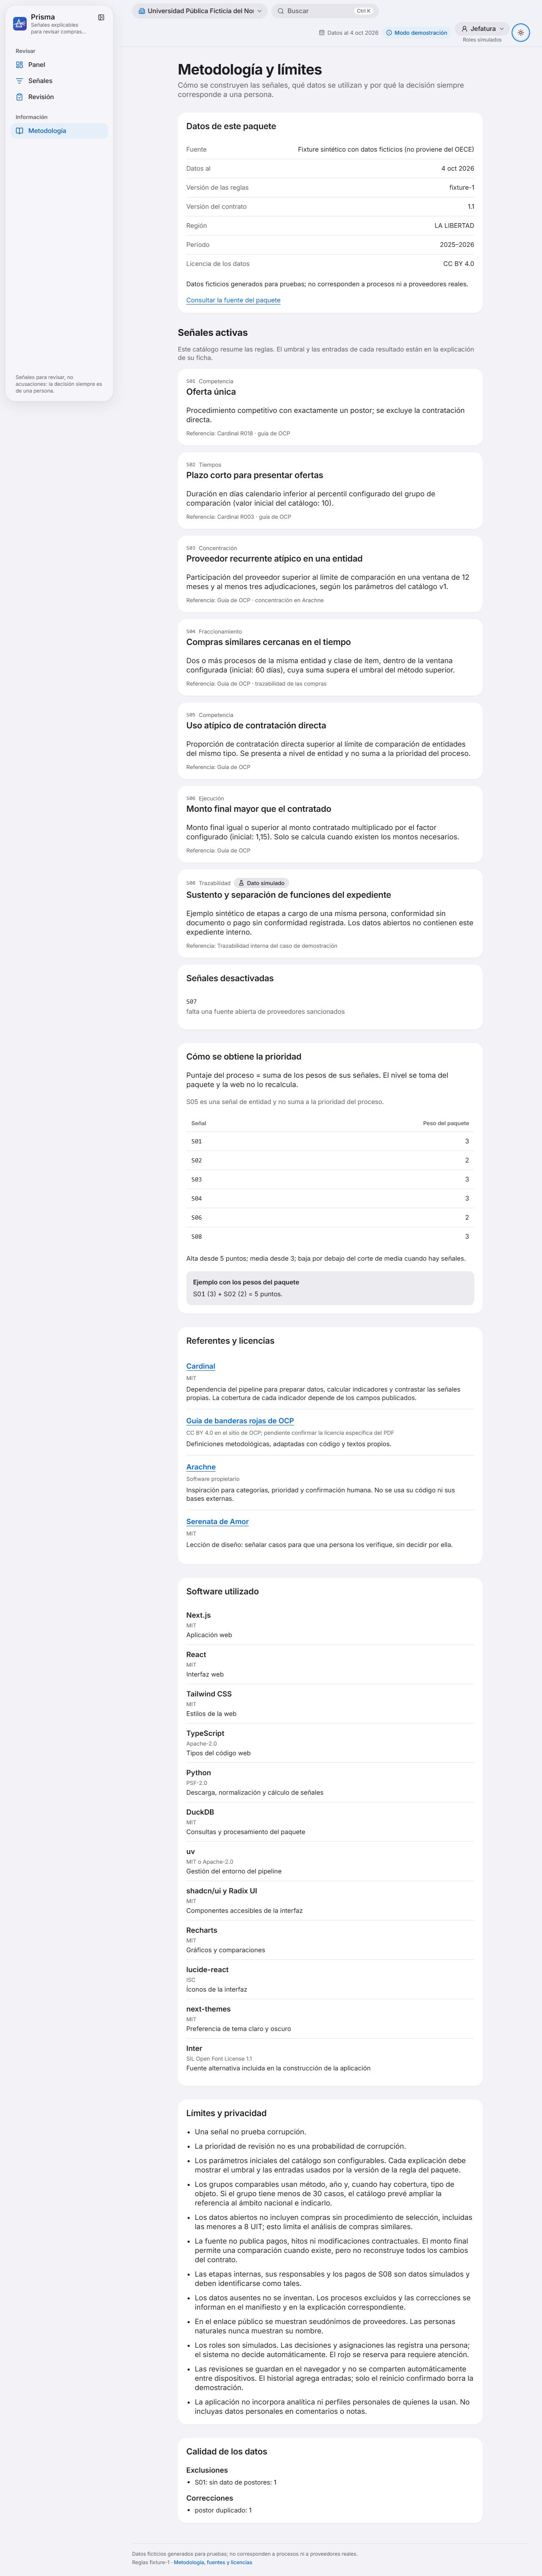 Prisma
Señales explicables
para revisar compras...
Revisar
Panel
Señales
Revisión
Información
Metodología
Señales para revisar, no
acusaciones: la decisión siempre es
de una persona.
Universidad Pública Ficticia del Nor
Buscar
Ctrl K
Datos al 4 oct 2026
Modo demostración
Jefatura
Roles simulados
Metodología y límites
Cómo se construyen las señales, qué datos se utilizan y por qué la decisión siempre
corresponde a una persona.
Datos de este paquete
Fuente Fixture sintético con datos ficticios (no proviene del OECE)
Datos al 4 oct 2026
Versión de las reglas fixture-1
Versión del contrato 1.1
Región LA LIBERTAD
Periodo 2025–2026
Licencia de los datos CC BY 4.0
Datos ficticios generados para pruebas; no corresponden a procesos ni a proveedores reales.
Consultar la fuente del paquete
Señales activas
Este catálogo resume las reglas. El umbral y las entradas de cada resultado están en la explicación
de su ficha.
S01 Competencia
Oferta única
Procedimiento competitivo con exactamente un postor; se excluye la contratación
directa.
Referencia: Cardinal R018 · guía de OCP
S02 Tiempos
Plazo corto para presentar ofertas
Duración en días calendario inferior al percentil configurado del grupo de
comparación (valor inicial del catálogo: 10).
Referencia: Cardinal R003 · guía de OCP
S03 Concentración
Proveedor recurrente atípico en una entidad
Participación del proveedor superior al límite de comparación en una ventana de 12
meses y al menos tres adjudicaciones, según los parámetros del catálogo v1.
Referencia: Guía de OCP · concentración en Arachne
S04 Fraccionamiento
Compras similares cercanas en el tiempo
Dos o más procesos de la misma entidad y clase de ítem, dentro de la ventana
configurada (inicial: 60 días), cuya suma supera el umbral del método superior.
Referencia: Guía de OCP · trazabilidad de las compras
S05 Competencia
Uso atípico de contratación directa
Proporción de contratación directa superior al límite de comparación de entidades
del mismo tipo. Se presenta a nivel de entidad y no suma a la prioridad del proceso.
Referencia: Guía de OCP
S06 Ejecución
Monto final mayor que el contratado
Monto final igual o superior al monto contratado multiplicado por el factor
configurado (inicial: 1,15). Solo se calcula cuando existen los montos necesarios.
Referencia: Guía de OCP
S08 Trazabilidad Dato simulado
Sustento y separación de funciones del expediente
Ejemplo sintético de etapas a cargo de una misma persona, conformidad sin
documento o pago sin conformidad registrada. Los datos abiertos no contienen este
expediente interno.
Referencia: Trazabilidad interna del caso de demostración
Señales desactivadas
S07
falta una fuente abierta de proveedores sancionados
Cómo se obtiene la prioridad
Puntaje del proceso = suma de los pesos de sus señales. El nivel se toma del
paquete y la web no lo recalcula.
S05 es una señal de entidad y no suma a la prioridad del proceso.
Señal Peso del paquete
S01 3
S02 2
S03 3
S04 3
S06 2
S08 3
Alta desde 5 puntos; media desde 3; baja por debajo del corte de media cuando hay señales.
Ejemplo con los pesos del paquete
S01 (3) + S02 (2) = 5 puntos.
Referentes y licencias
Cardinal
MIT
Dependencia del pipeline para preparar datos, calcular indicadores y contrastar las señales
propias. La cobertura de cada indicador depende de los campos publicados.
Guía de banderas rojas de OCP
CC BY 4.0 en el sitio de OCP; pendiente confirmar la licencia específica del PDF
Definiciones metodológicas, adaptadas con código y textos propios.
Arachne
Software propietario
Inspiración para categorías, prioridad y confirmación humana. No se usa su código ni sus
bases externas.
Serenata de Amor
MIT
Lección de diseño: señalar casos para que una persona los verifique, sin decidir por ella.
Software utilizado
Next.js
MIT
Aplicación web
React
MIT
Interfaz web
Tailwind CSS
MIT
Estilos de la web
TypeScript
Apache-2.0
Tipos del código web
Python
PSF-2.0
Descarga, normalización y cálculo de señales
DuckDB
MIT
Consultas y procesamiento del paquete
uv
MIT o Apache-2.0
Gestión del entorno del pipeline
shadcn/ui y Radix UI
MIT
Componentes accesibles de la interfaz
Recharts
MIT
Gráficos y comparaciones
lucide-react
ISC
Íconos de la interfaz
next-themes
MIT
Preferencia de tema claro y oscuro
Inter
SIL Open Font License 1.1
Fuente alternativa incluida en la construcción de la aplicación
Límites y privacidad
• Una señal no prueba corrupción.
• La prioridad de revisión no es una probabilidad de corrupción.
• Los parámetros iniciales del catálogo son configurables. Cada explicación debe
mostrar el umbral y las entradas usados por la versión de la regla del paquete.
• Los grupos comparables usan método, año y, cuando hay cobertura, tipo de
objeto. Si el grupo tiene menos de 30 casos, el catálogo prevé ampliar la
referencia al ámbito nacional e indicarlo.
• Los datos abiertos no incluyen compras sin procedimiento de selección, incluidas
las menores a 8 UIT; esto limita el análisis de compras similares.
• La fuente no publica pagos, hitos ni modificaciones contractuales. El monto final
permite una comparación cuando existe, pero no reconstruye todos los cambios
del contrato.
• Las etapas internas, sus responsables y los pagos de S08 son datos simulados y
deben identificarse como tales.
• Los datos ausentes no se inventan. Los procesos excluidos y las correcciones se
informan en el manifiesto y en la explicación correspondiente.
• En el enlace público se muestran seudónimos de proveedores. Las personas
naturales nunca muestran su nombre.
• Los roles son simulados. Las decisiones y asignaciones las registra una persona;
el sistema no decide automáticamente. El rojo se reserva para requiere atención.
• Las revisiones se guardan en el navegador y no se comparten automáticamente
entre dispositivos. El historial agrega entradas; solo el reinicio confirmado borra la
demostración.
• La aplicación no incorpora analítica ni perfiles personales de quienes la usan. No
incluyas datos personales en comentarios o notas.
Calidad de los datos
Exclusiones
• S01: sin dato de postores: 1
Correcciones
• postor duplicado: 1
Datos ficticios generados para pruebas; no corresponden a procesos ni a proveedores reales.
Reglas fixture-1 · Metodología, fuentes y licencias